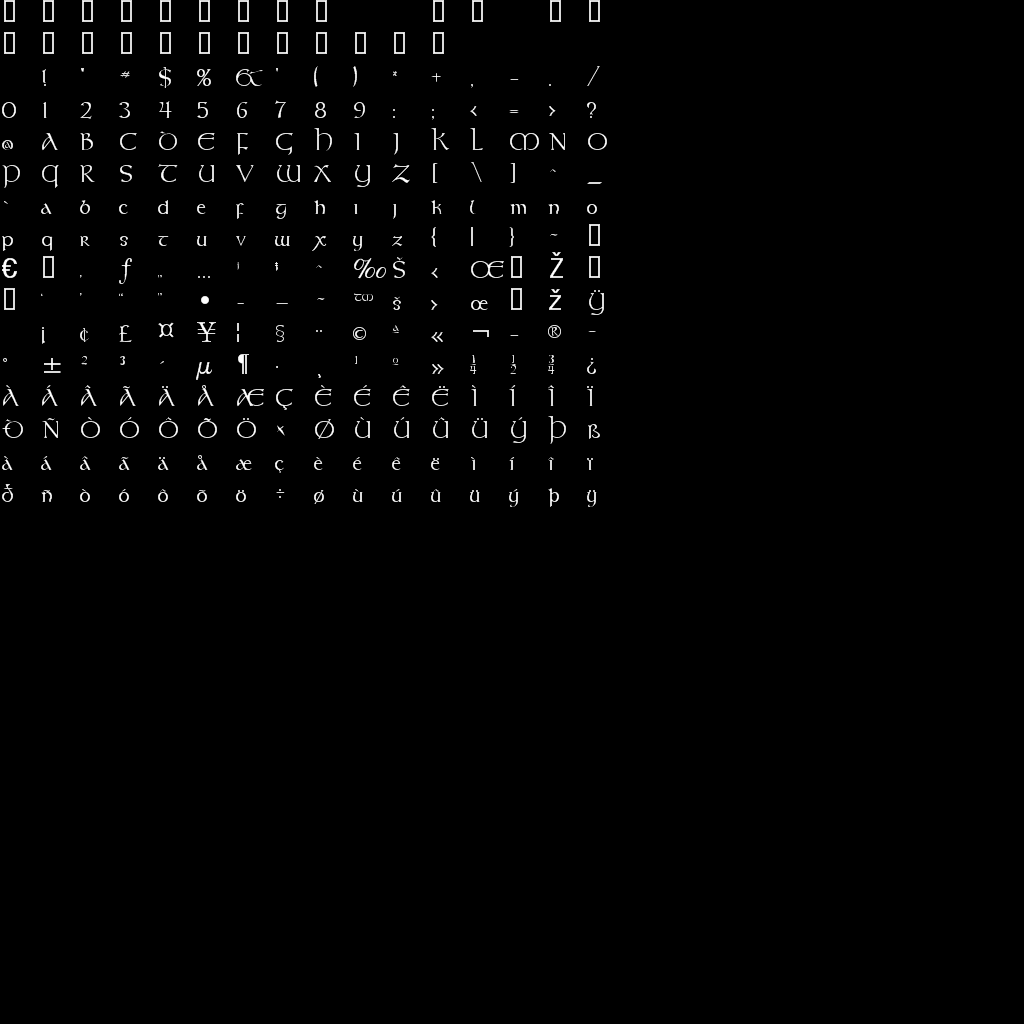 ! " # $ % & ' ( ) * + , - . /
0 1 2 3 4 5 6 7 8 9 : ; < = > ?
@ A B C D E F G H I J K L M N O
P Q R S T U V W X Y Z [ \ ] ^ _
` a b c d e f g h i j k l m n o
p q r s t u v w x y z { | } ~
€ ‚ ƒ „ … † ‡ ˆ ‰ Š ‹ Œ Ž
‘ ’ “ ” • – — ˜ ™ š › œ ž Ÿ
¡ ¢ £ ¤ ¥ ¦ § ¨ © ª « ¬ - ® ¯
° ± ² ³ ´ µ ¶ · ¸ ¹ º » ¼ ½ ¾ ¿
À Á Â Ã Ä Å Æ Ç È É Ê Ë Ì Í Î Ï
Ð Ñ Ò Ó Ô Õ Ö × Ø Ù Ú Û Ü Ý Þ ß
à á â ã ä å æ ç è é ê ë ì í î ï
ð ñ ò ó ô õ ö ÷ ø ù ú û ü ý þ ÿ